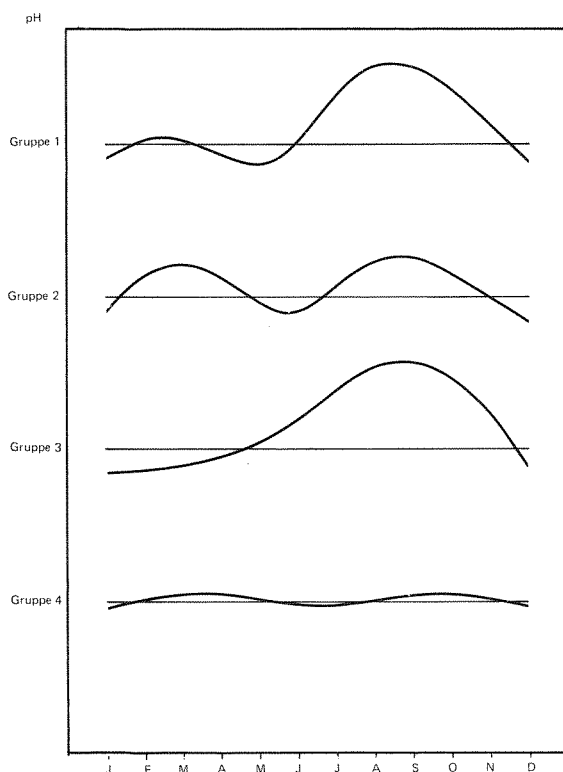 pH
Gruppe 1
Gruppe 2
Gruppe 3
Gruppe 4
J F M A M J J A S O N D